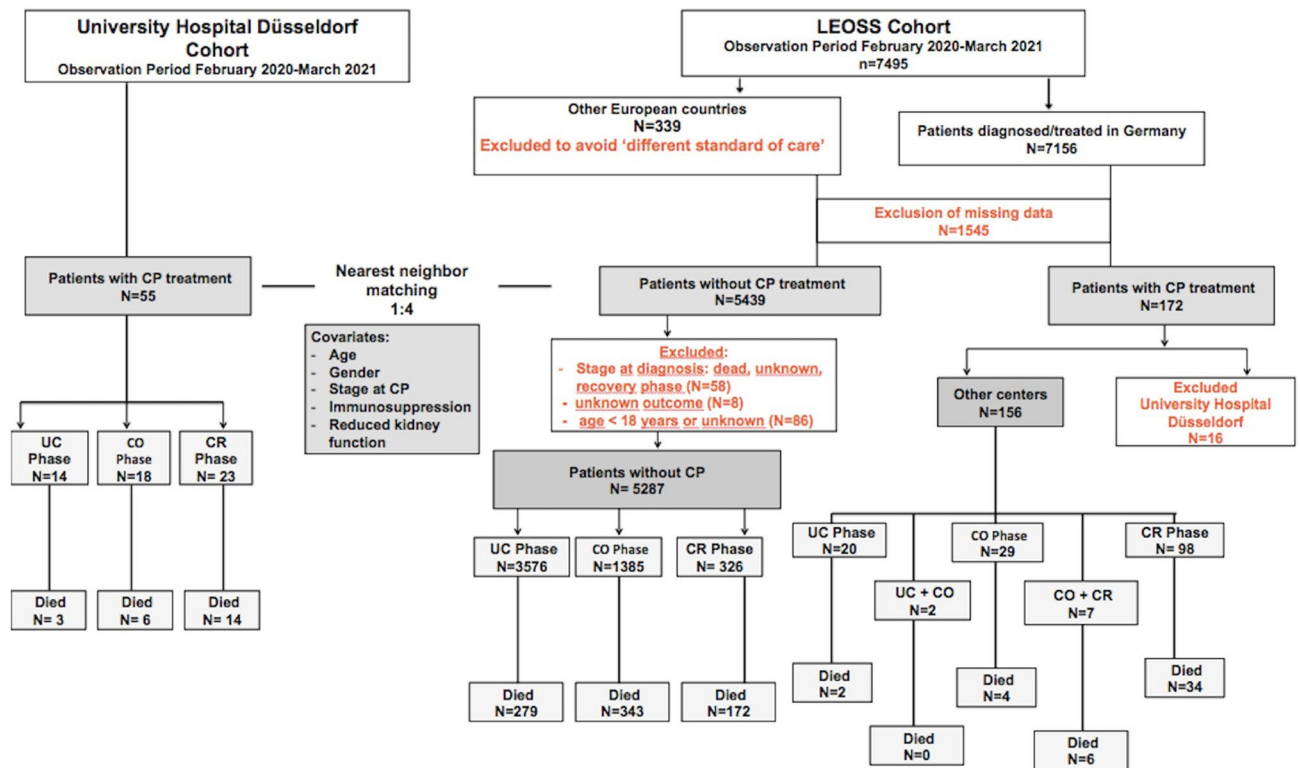 University Hospital Düsseldorf
Cohort
Observation Period February 2020-March 2021
LEOSS Cohort
Observation Period February 2020-March 2021
n=7495
Other European countries
N=339
Excluded to avoid ‘different standard of care’
Patients diagnosed/treated in Germany
N=7156
Exclusion of missing data
N=1545
Patients with CP treatment
N=55
Nearest neighbor
matching
1:4
Patients without CP treatment
N=5439
Patients with CP treatment
N=172
Covariates:
- Age
- Gender
- Stage at CP
- Immunosuppression
- Reduced kidney
function
Excluded:
- Stage at diagnosis: dead, unknown,
recovery phase (N=58)
- unknown outcome (N=8)
- age < 18 years or unknown (N=86)
Other centers
N=156
Excluded
University Hospital
Düsseldorf
N=16
UC
Phase
N=14
CO
Phase
N=18
CR
Phase
N= 23
Patients without CP
N= 5287
UC Phase
N=3576
CO Phase
N=1385
CR Phase
N= 326
UC Phase
N=20
UC + CO
N=2
CO Phase
N=29
CO + CR
N=7
CR Phase
N= 98
Died
N= 3
Died
N= 6
Died
N= 14
Died
N=279
Died
N=343
Died
N=172
Died
N=2
Died
N=0
Died
N=4
Died
N=6
Died
N=34